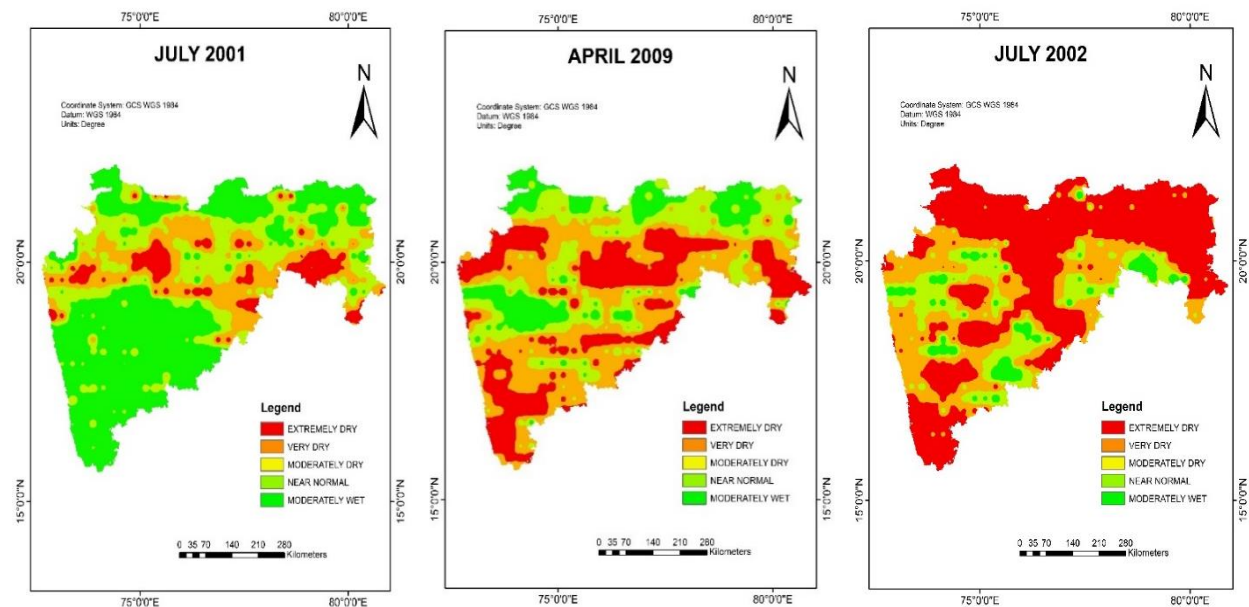 75°0'0"E 80°0'0"E
JULY 2001
N
Coordinate System: GCS WGS 1984
Datum: WGS 1984
Units: Degree
20°0'0"N
20°0'0"N
Legend
EXTREMELY DRY
VERY DRY
MODERATELY DRY
NEAR NORMAL
MODERATELY WET
15°0'0"N
15°0'0"N
0 35 70 140 210 280
Kilometers
75°0'0"E 80°0'0"E
75°0'0"E 80°0'0"E
APRIL 2009
N
Coordinate System: GCS WGS 1984
Datum: WGS 1984
Units: Degree
20°0'0"N
20°0'0"N
Legend
EXTREMELY DRY
VERY DRY
MODERATELY DRY
NEAR NORMAL
MODERATELY WET
15°0'0"N
15°0'0"N
0 35 70 140 210 280
Kilometers
75°0'0"E 80°0'0"E
75°0'0"E 80°0'0"E
JULY 2002
N
Coordinate System: GCS WGS 1984
Datum: WGS 1984
Units: Degree
20°0'0"N
20°0'0"N
Legend
EXTREMELY DRY
VERY DRY
MODERATELY DRY
NEAR NORMAL
MODERATELY WET
15°0'0"N
15°0'0"N
0 35 70 140 210 280
Kilometers
75°0'0"E 80°0'0"E